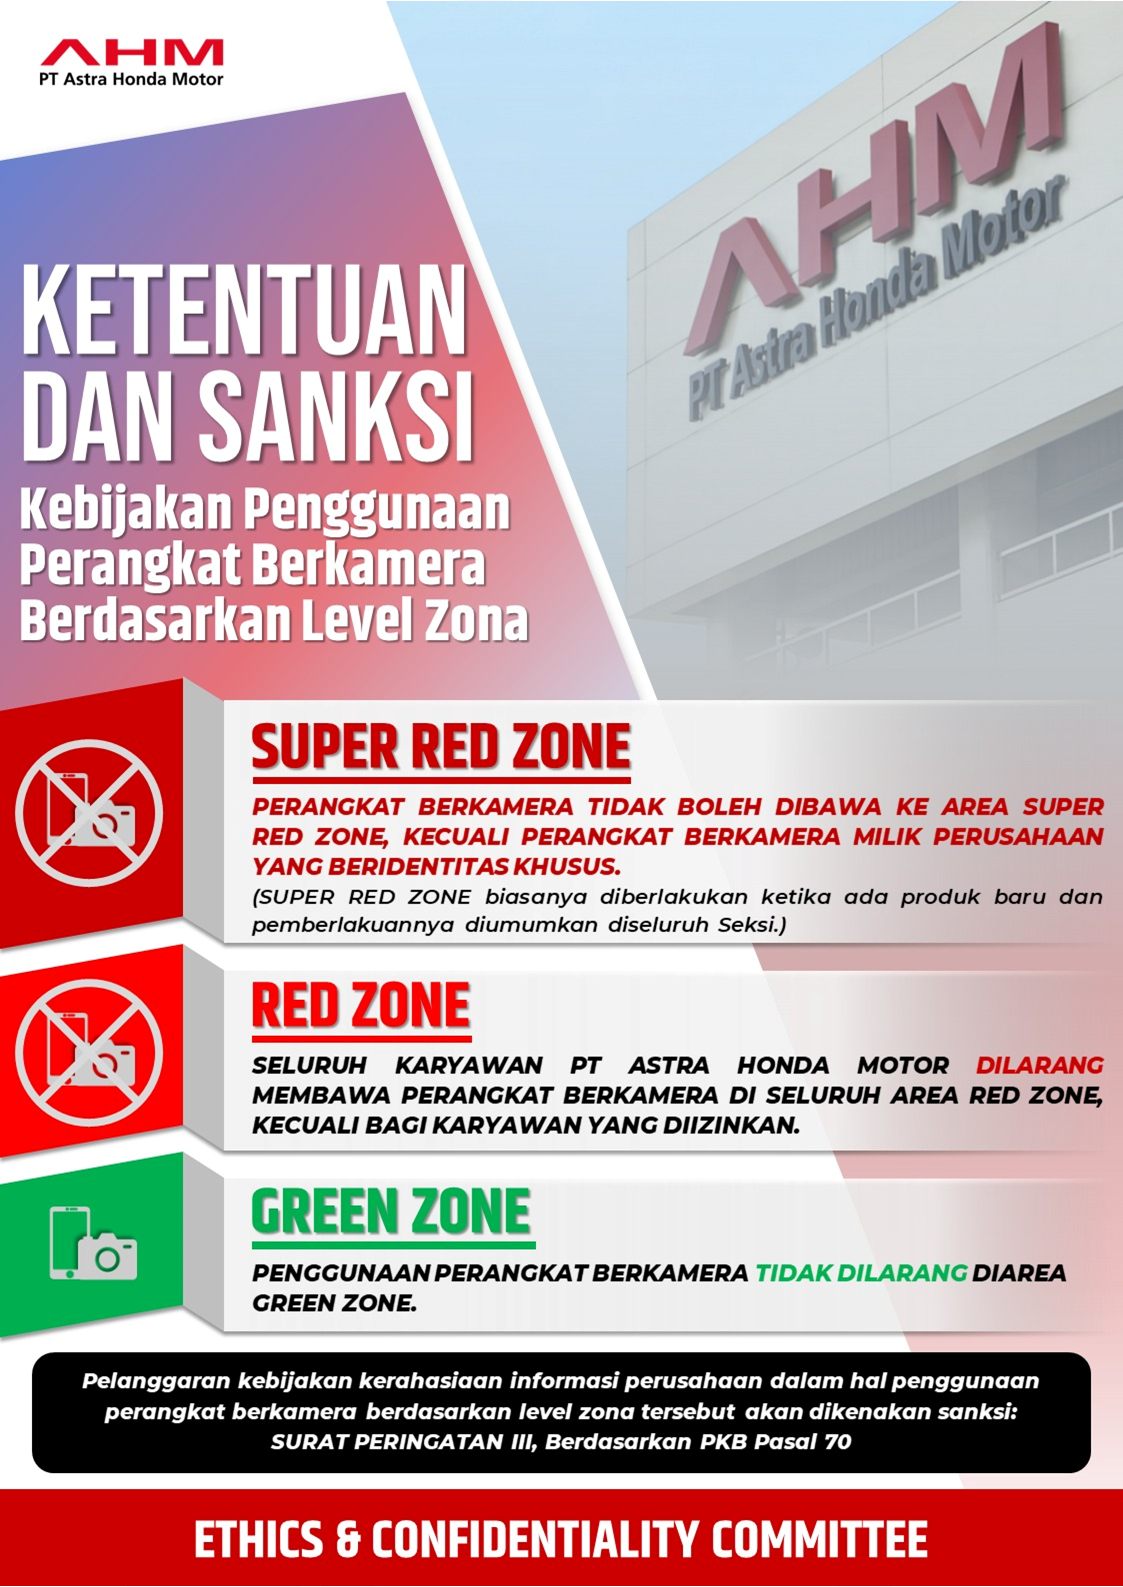 AHM
PT Astra Honda Motor
AHM
PT Astra Honda Motor
KETENTUAN
DAN SANKSI
Kebijakan Penggunaan
Perangkat Berkamera
Berdasarkan Level Zona
SUPER RED ZONE
PERANGKAT BERKAMERA TIDAK BOLEH DIBAWA KE AREA SUPER
RED ZONE, KECUALI PERANGKAT BERKAMERA MILIK PERUSAHAAN
YANG BERIDENTITAS KHUSUS.
(SUPER RED ZONE biasanya diberlakukan ketika ada produk baru dan
pemberlakuannya diumumkan diseluruh Seksi.)
RED ZONE
SELURUH KARYAWAN PT ASTRA HONDA MOTOR DILARANG
MEMBAWA PERANGKAT BERKAMERA DI SELURUH AREA RED ZONE,
KECUALI BAGI KARYAWAN YANG DIIZINKAN.
GREEN ZONE
PENGGUNAAN PERANGKAT BERKAMERA TIDAK DILARANG DIAREA
GREEN ZONE.
Pelanggaran kebijakan kerahasiaan informasi perusahaan dalam hal penggunaan
perangkat berkamera berdasarkan level zona tersebut akan dikenakan sanksi:
SURAT PERINGATAN III, Berdasarkan PKB Pasal 70
ETHICS & CONFIDENTIALITY COMMITTEE